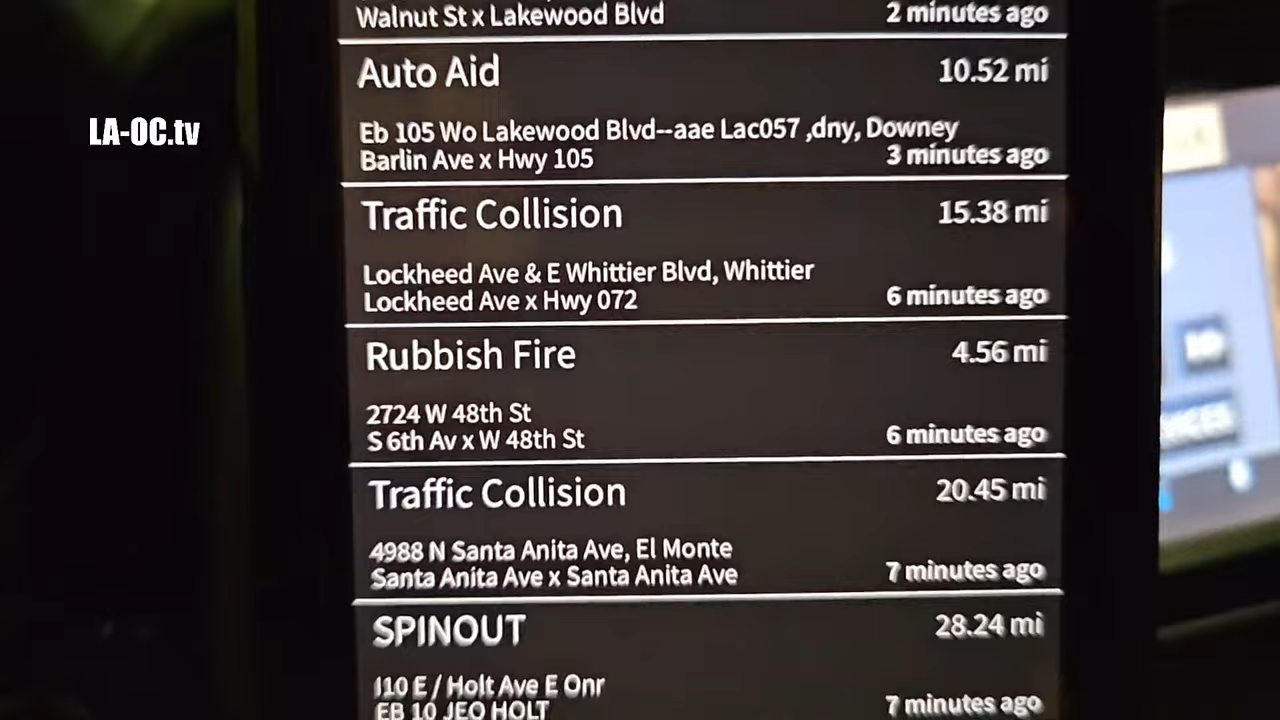 Walnut St x Lakewood Blvd
2 minutes ago
LA-OC.tv
Auto Aid
10.52 mi
Eb 105 Wo Lakewood Blvd--aae Lac057 ,dny, Downey
Barlin Ave x Hwy 105
3 minutes ago
Traffic Collision
15.38 mi
Lockheed Ave & E Whittier Blvd, Whittier
Lockheed Ave x Hwy 072
6 minutes ago
Rubbish Fire
4.56 mi
2724 W 48th St
S 6th Av x W 48th St
6 minutes ago
Traffic Collision
20.45 mi
4988 N Santa Anita Ave, El Monte
Santa Anita Ave x Santa Anita Ave
7 minutes ago
SPINOUT
28.24 mi
I10 E / Holt Ave E Onr
EB 10 JEO HOLT
7 minutes ago